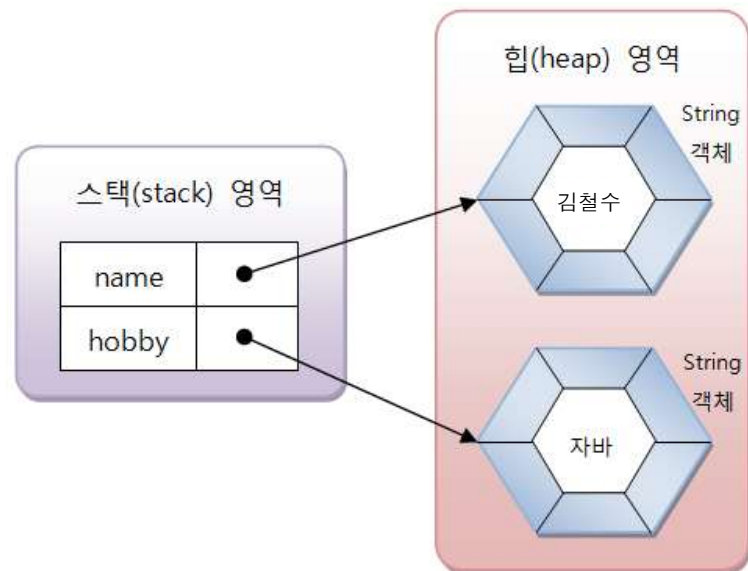 스택(stack) 영역
name
hobby
힙(heap) 영역
String
객체
김철수
String
객체
자바